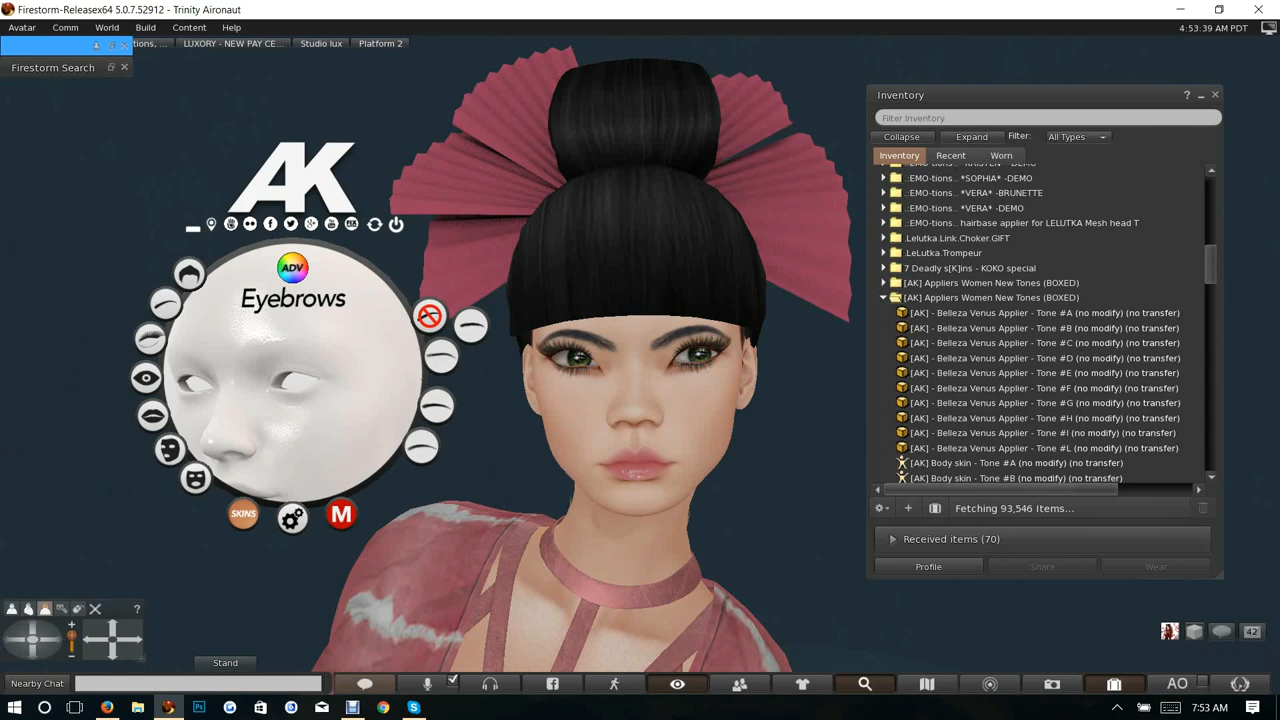 Firestorm-Releasex64 5.0.7.52912 - Trinity Aironaut
Avatar Comm World Build Content Help
4:53:39 AM PDT
tions, ... LUXORY - NEW PAY CE... Studio lux Platform 2
Firestorm Search
AK
ADV
Eyebrows
SKINS
M
Inventory
Filter Inventory
Collapse Expand Filter: All Types
Inventory Recent Worn
.:EMO-tions.. *KRISTEN* -DEMO
.:EMO-tions.. *SOPHIA* -DEMO
.:EMO-tions.. *VERA* -BRUNETTE
.:EMO-tions.. *VERA* -DEMO
.:EMO-tions.. hairbase applier for LELUTKA Mesh head T
.Lelutka.Link.Choker.GIFT
.LeLutka.Trompeur
7 Deadly s[K]ins - KOKO special
[AK] Appliers Women New Tones (BOXED)
[AK] Appliers Women New Tones (BOXED)
[AK] - Belleza Venus Applier - Tone #A (no modify) (no transfer)
[AK] - Belleza Venus Applier - Tone #B (no modify) (no transfer)
[AK] - Belleza Venus Applier - Tone #C (no modify) (no transfer)
[AK] - Belleza Venus Applier - Tone #D (no modify) (no transfer)
[AK] - Belleza Venus Applier - Tone #E (no modify) (no transfer)
[AK] - Belleza Venus Applier - Tone #F (no modify) (no transfer)
[AK] - Belleza Venus Applier - Tone #G (no modify) (no transfer)
[AK] - Belleza Venus Applier - Tone #H (no modify) (no transfer)
[AK] - Belleza Venus Applier - Tone #I (no modify) (no transfer)
[AK] - Belleza Venus Applier - Tone #L (no modify) (no transfer)
[AK] Body skin - Tone #A (no modify) (no transfer)
[AK] Body skin - Tone #B (no modify) (no transfer)
Fetching 93,546 Items...
Received items (70)
Profile Share Wear
42
Stand
Nearby Chat
AO
7:53 AM